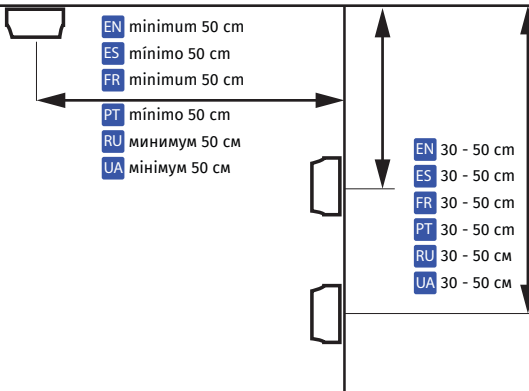 EN minimum 50 cm
ES mínimo 50 cm
FR minimum 50 cm
PT mínimo 50 cm
RU минимум 50 см
UA мінімум 50 см
EN 30 - 50 cm
ES 30 - 50 cm
FR 30 - 50 cm
PT 30 - 50 cm
RU 30 - 50 см
UA 30 - 50 см